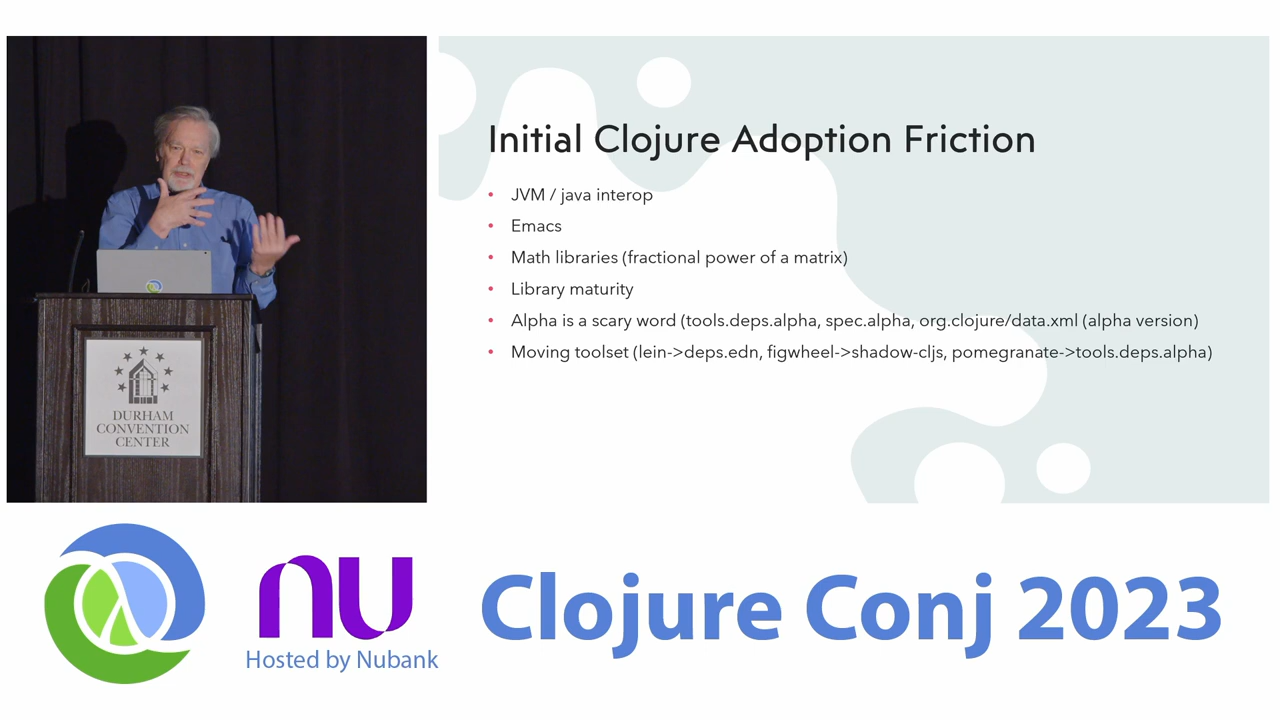 Initial Clojure Adoption Friction
• JVM / java interop
• Emacs
• Math libraries (fractional power of a matrix)
• Library maturity
• Alpha is a scary word (tools.deps.alpha, spec.alpha, org.clojure/data.xml (alpha version)
• Moving toolset (lein->deps.edn, figwheel->shadow-cljs, pomegranate->tools.deps.alpha)
DURHAM
CONVENTION
CENTER
nu
Hosted by Nubank
Clojure Conj 2023